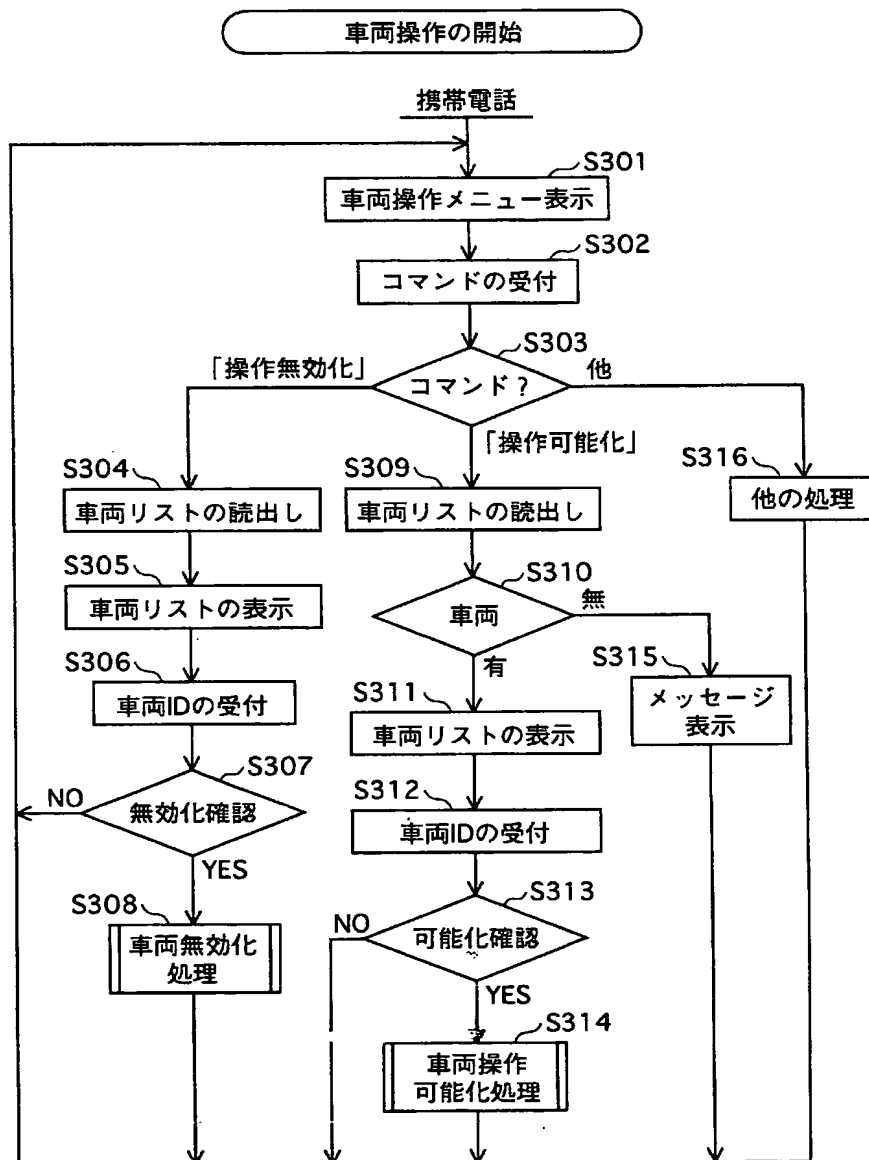 車両操作の開始
携帯電話
S301
車両操作メニュー表示
S302
コマンドの受付
S303
コマンド？
「操作無効化」
他
「操作可能化」
S304
車両リストの読出し
S305
車両リストの表示
S306
車両IDの受付
S307
無効化確認
NO
YES
S308
車両無効化
処理
S309
車両リストの読出し
S310
車両
無
有
S311
車両リストの表示
S312
車両IDの受付
S313
可能化確認
NO
YES
S314
車両操作
可能化処理
S315
メッセージ
表示
S316
他の処理